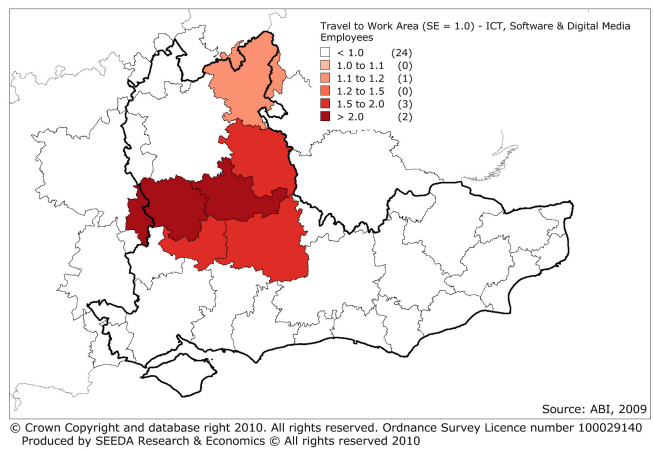 Travel to Work Area (SE = 1.0) - ICT, Software & Digital Media
Employees
< 1.0 (24)
1.0 to 1.1 (0)
1.1 to 1.2 (1)
1.2 to 1.5 (0)
1.5 to 2.0 (3)
> 2.0 (2)
Source: ABI, 2009
© Crown Copyright and database right 2010. All rights reserved. Ordnance Survey Licence number 100029140
Produced by SEEDA Research & Economics © All rights reserved 2010